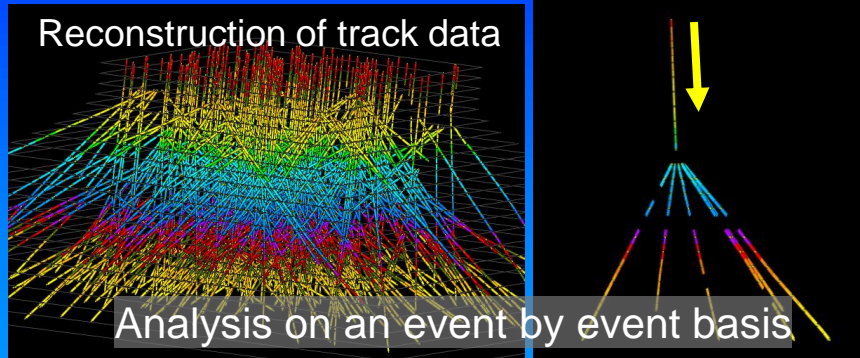 Reconstruction of track data
Analysis on an event by event basis